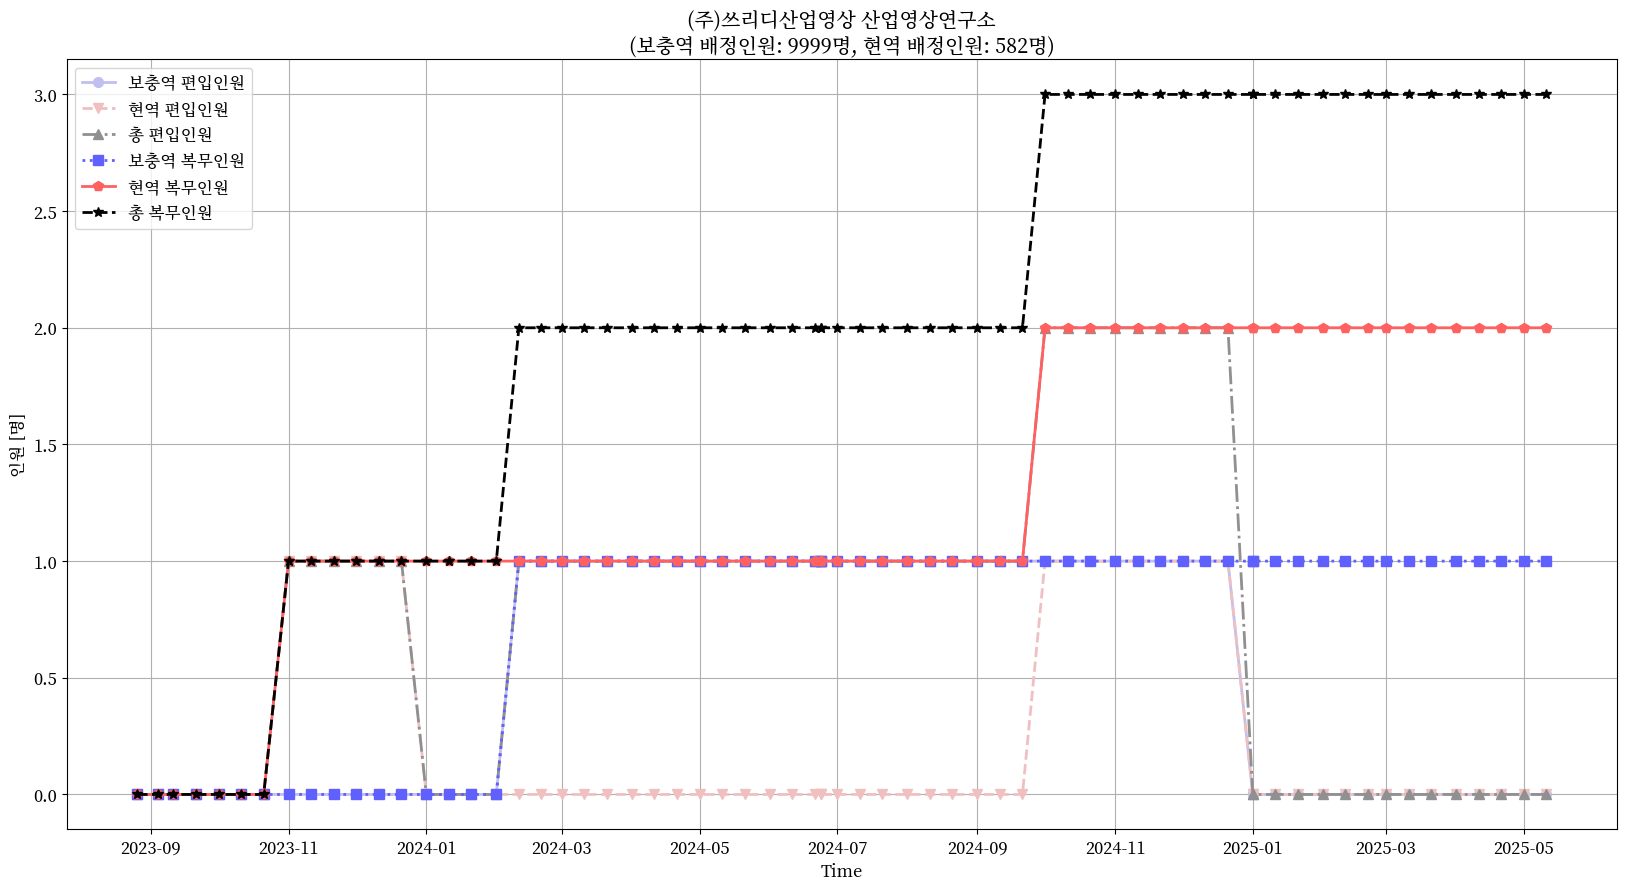 (주)쓰리디산업영상 산업영상연구소
(보충역 배정인원: 9999명, 현역 배정인원: 582명)
보충역 편입인원
현역 편입인원
총 편입인원
보충역 복무인원
현역 복무인원
총 복무인원
3.0
2.5
2.0
1.5
1.0
0.5
0.0
인원 [명]
2023-09 2023-11 2024-01 2024-03 2024-05 2024-07 2024-09 2024-11 2025-01 2025-03 2025-05
Time